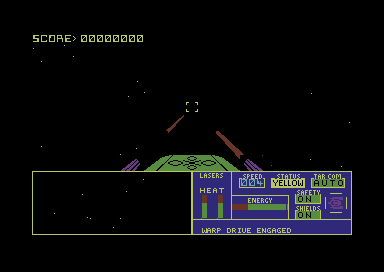 SCORE> 00000000
LASERS
SPEED STATUS TAR COM
004 YELLOW AUTO
HEAT
SAFETY
ON
ENERGY
SHIELDS
ON
WARP DRIVE ENGAGED